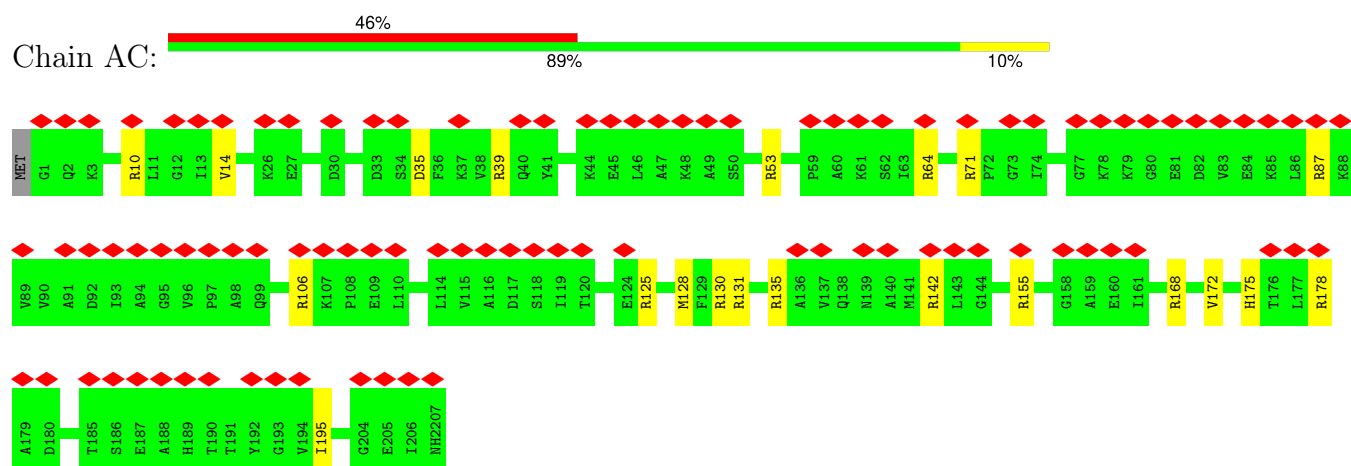 46%
Chain AC:
89% 10%
MET G1 Q2 K3 R10 L11 G12 I13 V14 K26 E27 D30 D33 S34 D35 F36 K37 V38 R39 Q40 Y41 K44 E45 L46 A47 K48 A49 S50 R53 P59 A60 K61 S62 I63 R64 R71 P72 G73 I74 G77 K78 K79 G80 E81 D82 V83 E84 K85 L86 R87 K88
V89 V90 A91 D92 I93 A94 G95 V96 P97 A98 Q99 R106 K107 P108 E109 L110 L114 V115 A116 D117 S118 I119 T120 E124 R125 M128 F129 R130 R131 R135 A136 V137 Q138 N139 A140 M141 R142 L143 G144 R155 G158 A159 E160 I161 R168 V172 H175 T176 L177 R178
A179 D180 T185 S186 E187 A188 H189 T190 T191 Y192 G193 V194 I195 G204 E205 I206 NH2207